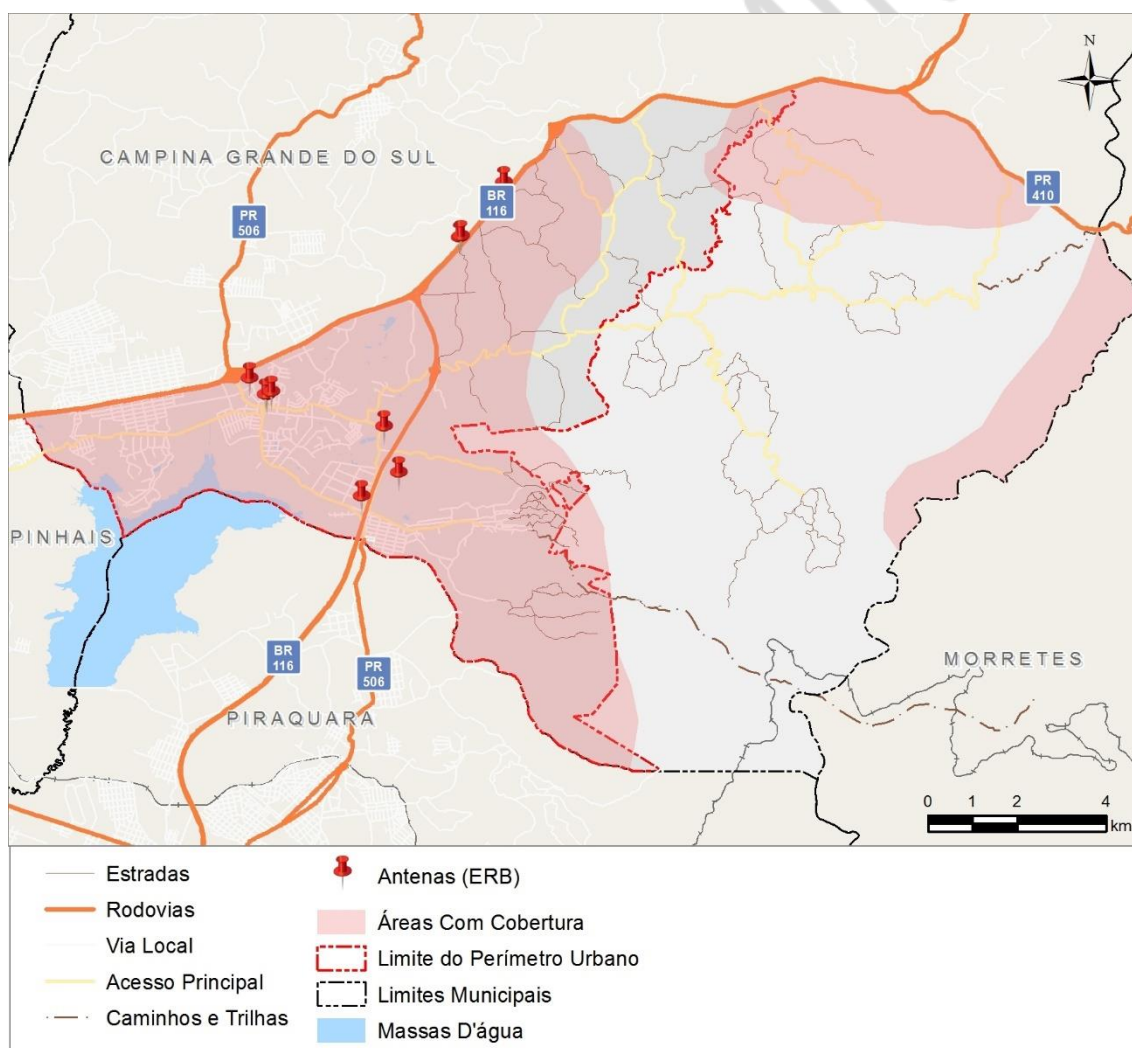 N
CAMPINA GRANDE DO SUL
BR
116
PR
410
PR
506
PINHAIS
BR
116
PR
506
MORRETES
PIRAQUARA
0 1 2 4
km
Estradas
Rodovias
Via Local
Acesso Principal
Caminhos e Trilhas
Antenas (ERB)
Áreas Com Cobertura
Limite do Perímetro Urbano
Limites Municipais
Massas D'água